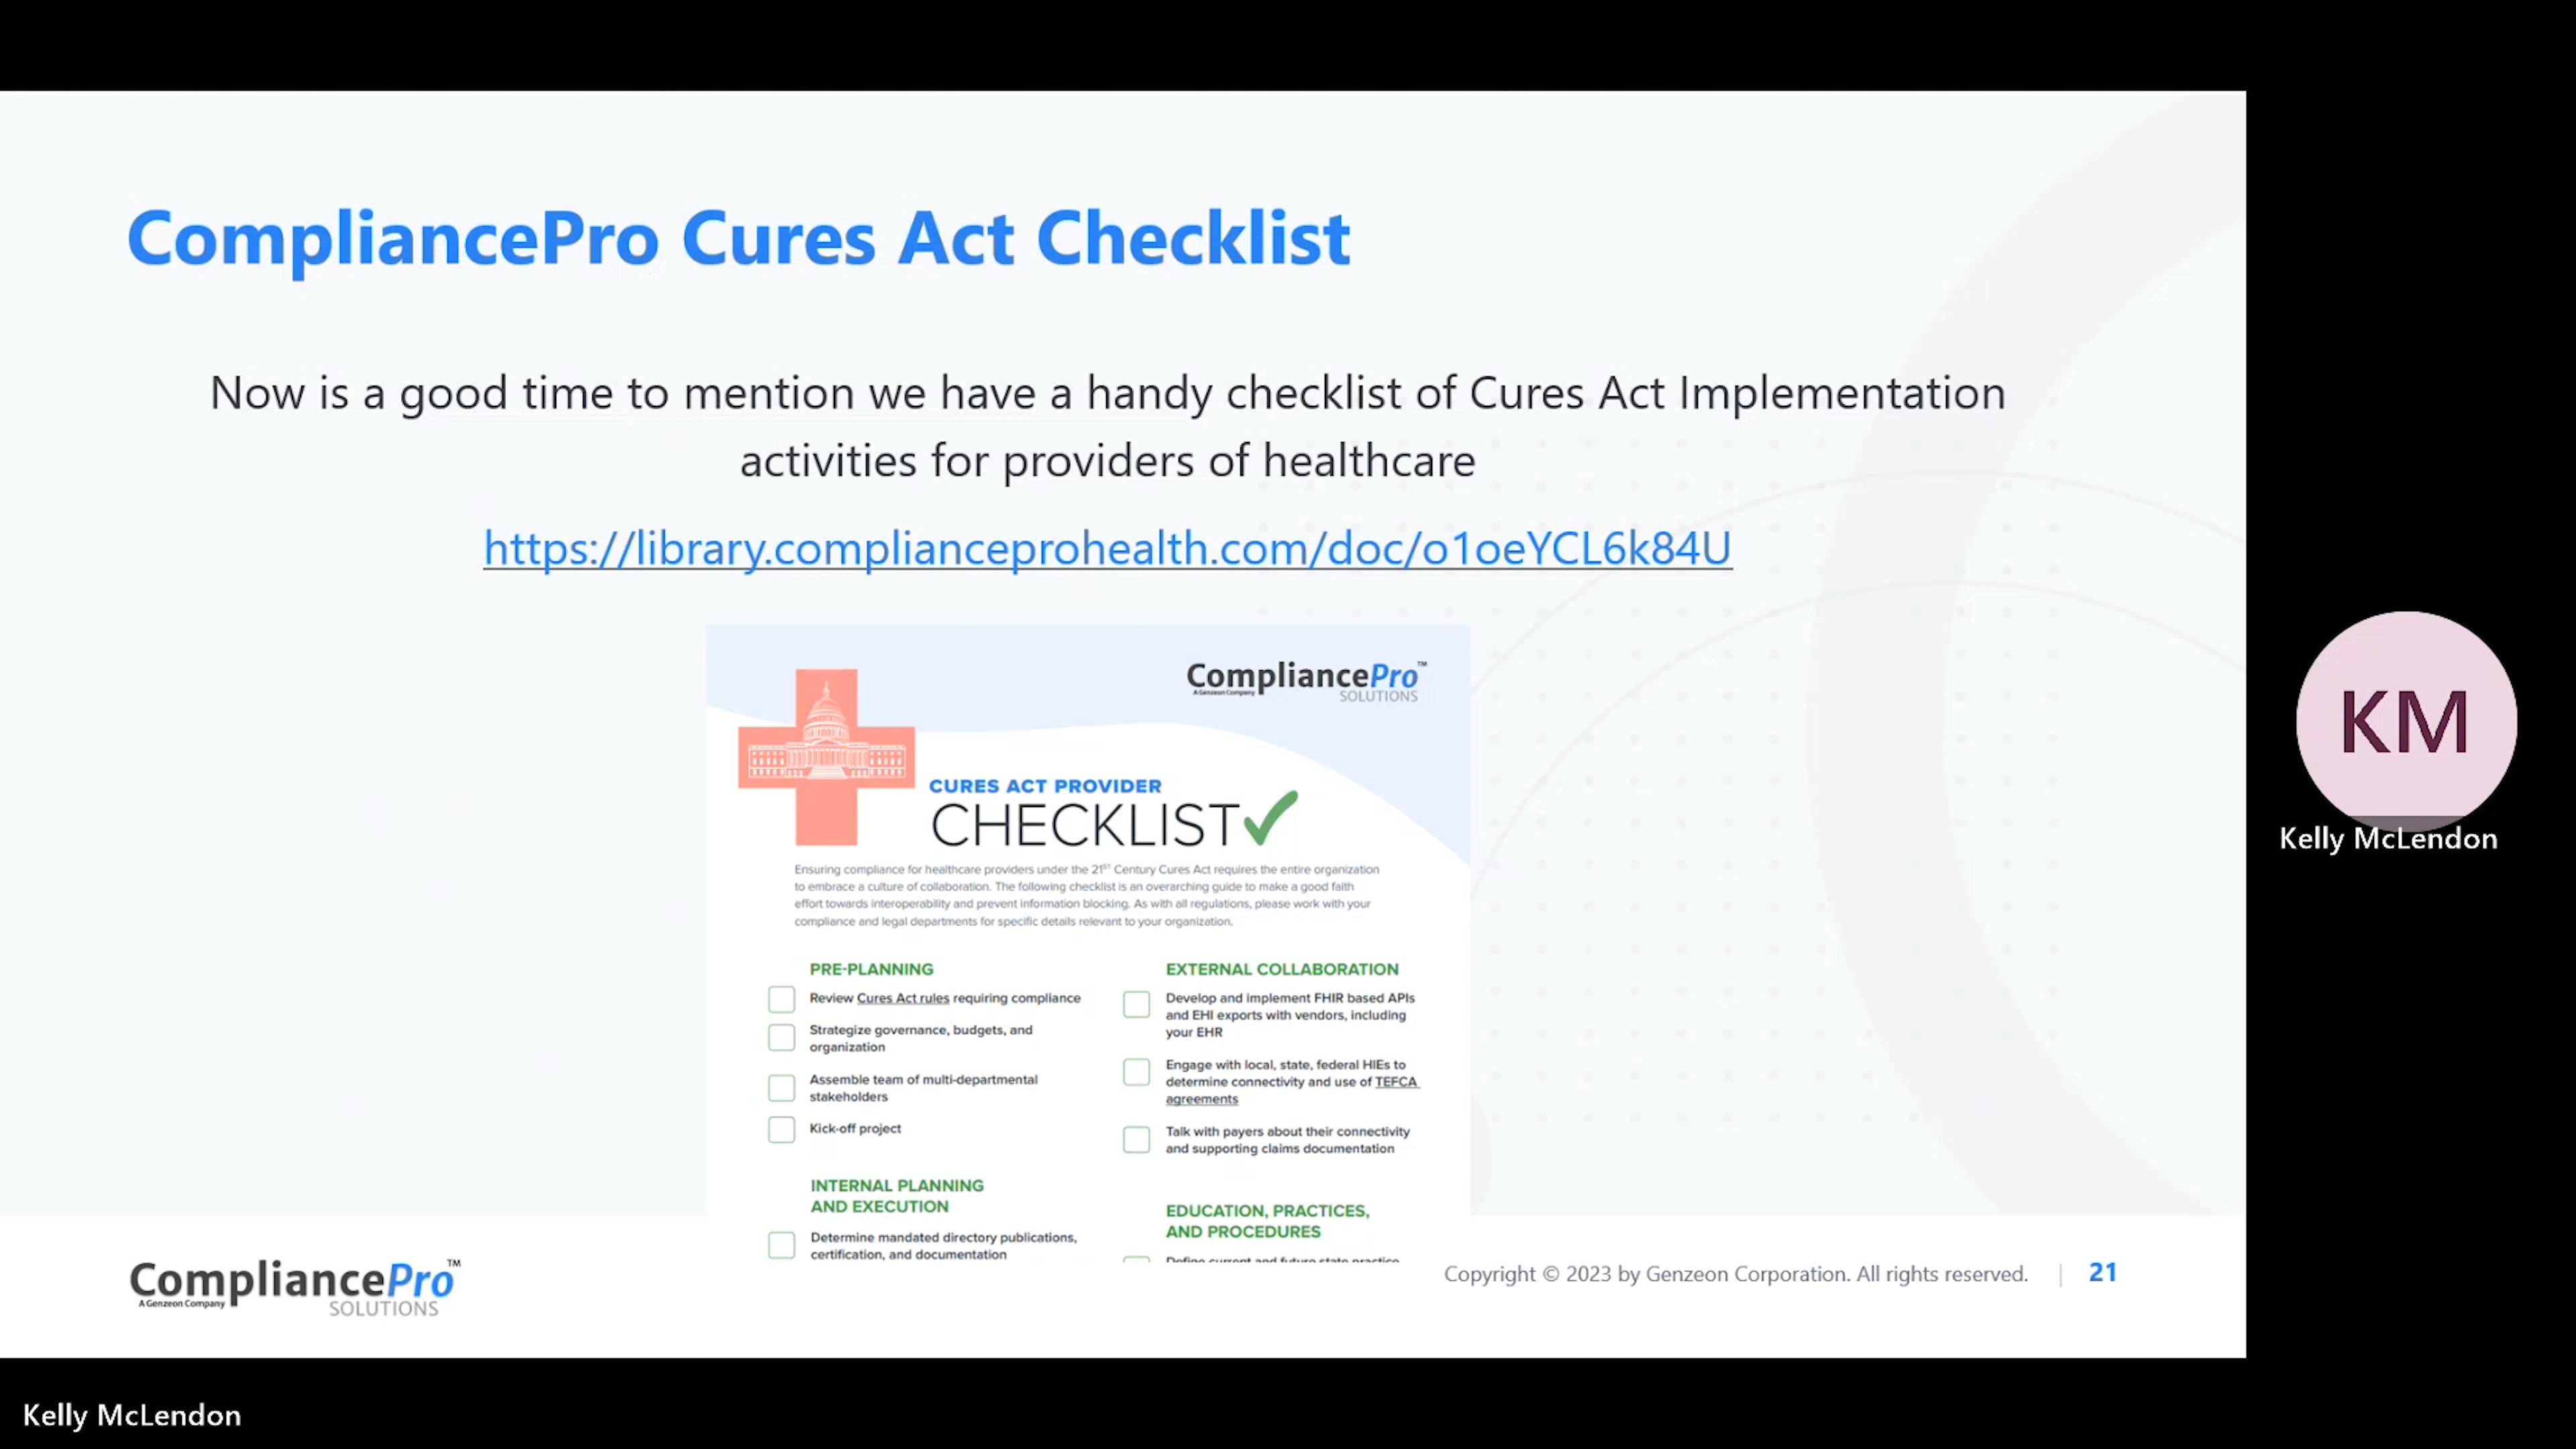 CompliancePro Cures Act Checklist
Now is a good time to mention we have a handy checklist of Cures Act Implementation
activities for providers of healthcare
https://library.complianceprohealth.com/doc/o1oeYCL6k84U
CompliancePro™
A Genzeon Company
SOLUTIONS
CURES ACT PROVIDER
CHECKLIST
Ensuring compliance for healthcare providers under the 21ST Century Cures Act requires the entire organization
to embrace a culture of collaboration. The following checklist is an overarching guide to make a good faith
effort towards interoperability and prevent information blocking. As with all regulations, please work with your
compliance and legal departments for specific details relevant to your organization.
PRE-PLANNING
Review Cures Act rules requiring compliance
Strategize governance, budgets, and
organization
Assemble team of multi-departmental
stakeholders
Kick-off project
INTERNAL PLANNING
AND EXECUTION
Determine mandated directory publications,
certification, and documentation
EXTERNAL COLLABORATION
Develop and implement FHIR based APIs
and EHI exports with vendors, including
your EHR
Engage with local, state, federal HIEs to
determine connectivity and use of TEFCA
agreements
Talk with payers about their connectivity
and supporting claims documentation
EDUCATION, PRACTICES,
AND PROCEDURES
Define current and future state practice
CompliancePro™
A Genzeon Company
SOLUTIONS
Copyright © 2023 by Genzeon Corporation. All rights reserved. | 21
KM
Kelly McLendon
Kelly McLendon